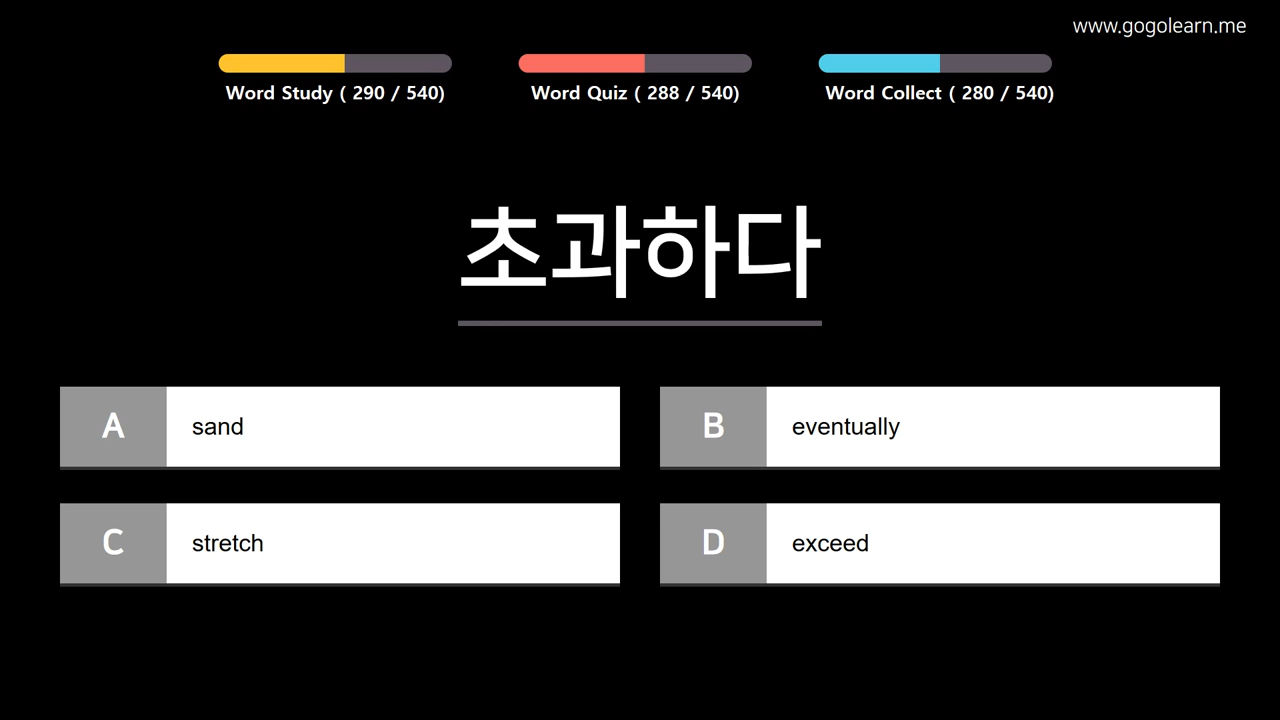 www.gogolearn.me
Word Study ( 290 / 540)
Word Quiz ( 288 / 540)
Word Collect ( 280 / 540)
초과하다
A sand
B eventually
C stretch
D exceed